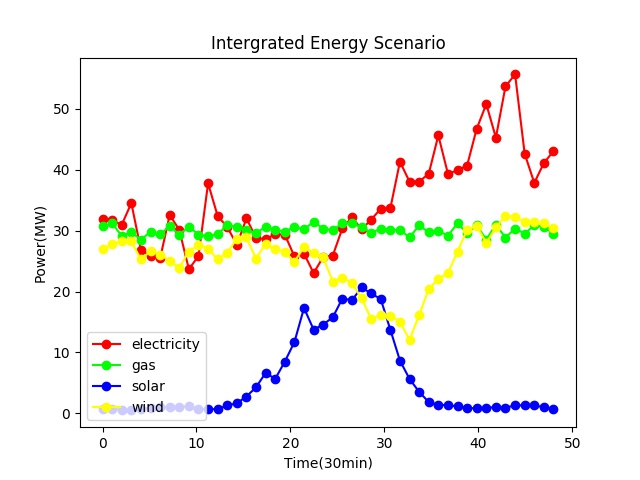 Intergrated Energy Scenario
Power(MW)
50
40
30
20
10
0
electricity
gas
solar
wind
0 10 20 30 40 50
Time(30min)